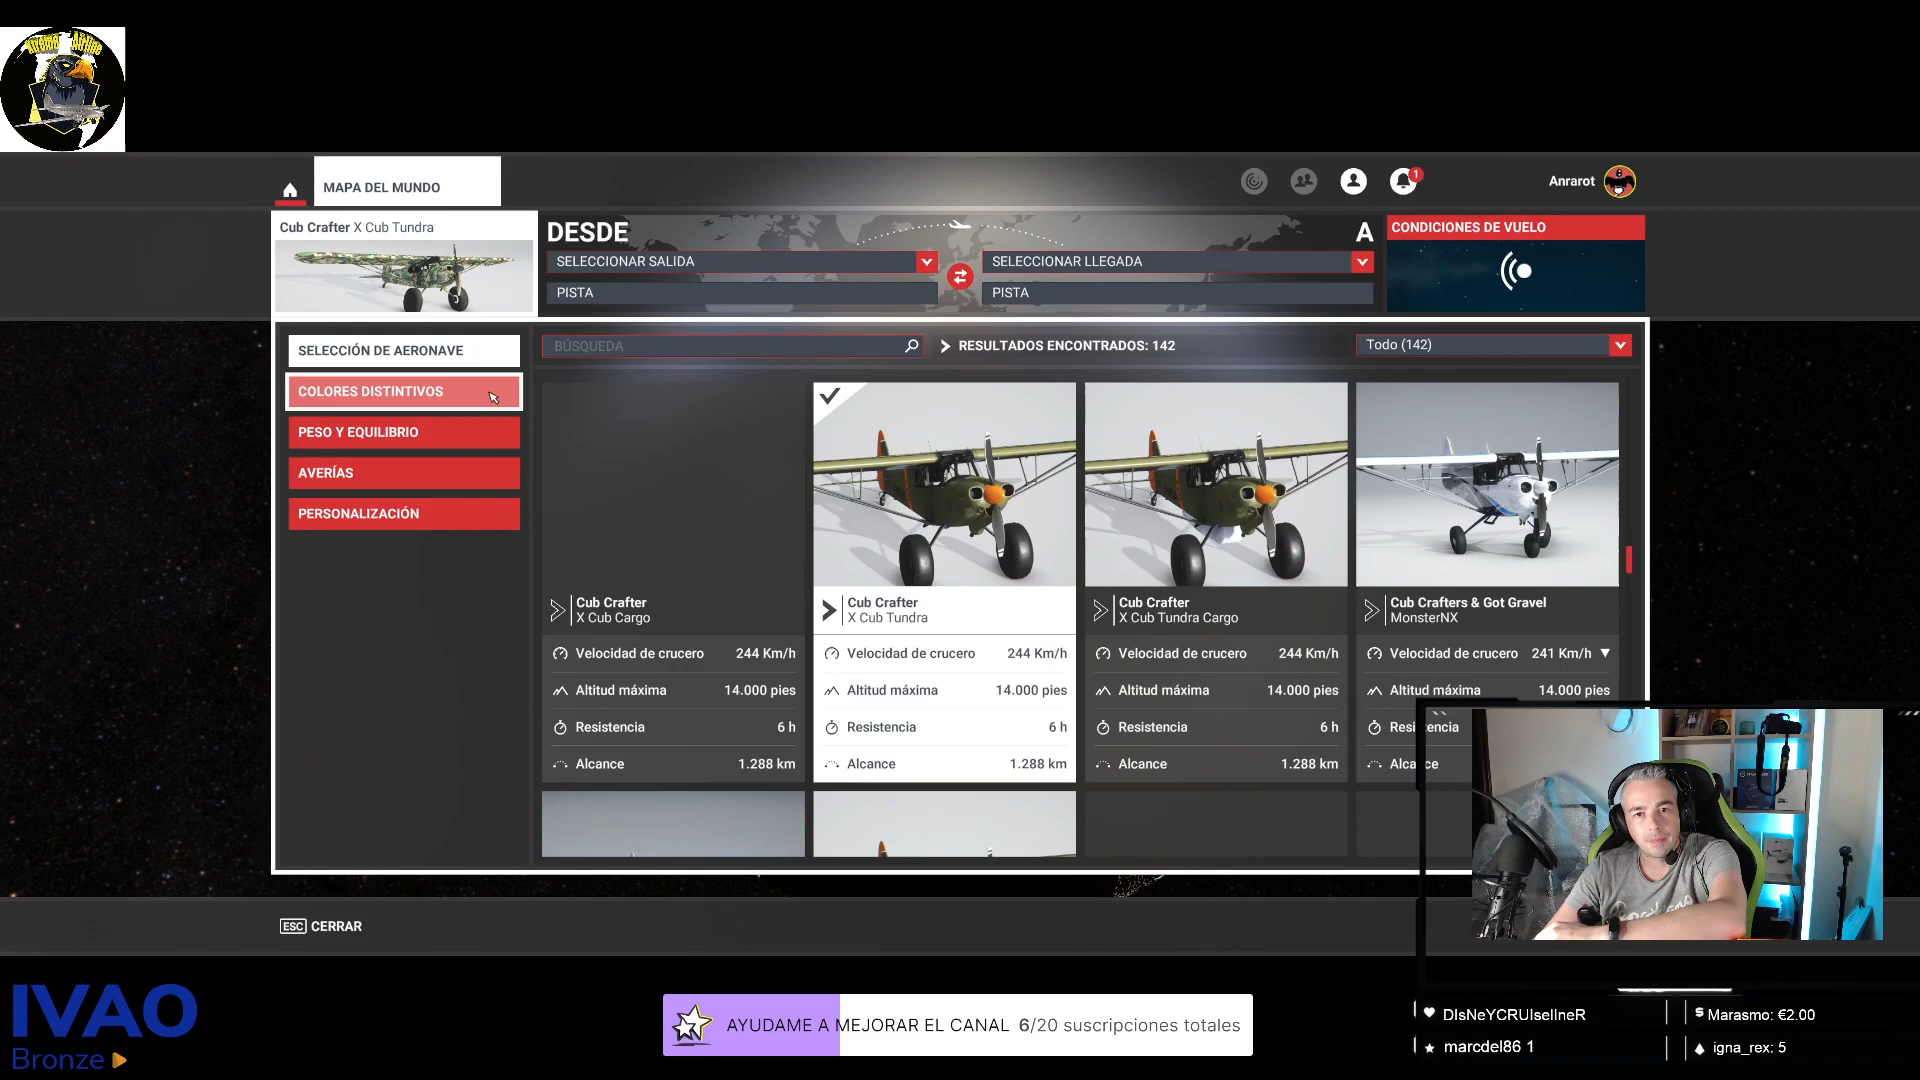 Xtreme Airline
MAPA DEL MUNDO
1
Anrarot
Cub Crafter X Cub Tundra
DESDE
A
SELECCIONAR SALIDA
SELECCIONAR LLEGADA
PISTA
PISTA
CONDICIONES DE VUELO
SELECCIÓN DE AERONAVE
COLORES DISTINTIVOS
PESO Y EQUILIBRIO
AVERÍAS
PERSONALIZACIÓN
BÚSQUEDA
RESULTADOS ENCONTRADOS: 142
Todo (142)
Cub Crafter
X Cub Cargo
Velocidad de crucero 244 Km/h
Altitud máxima 14.000 pies
Resistencia 6 h
Alcance 1.288 km
Cub Crafter
X Cub Tundra
Velocidad de crucero 244 Km/h
Altitud máxima 14.000 pies
Resistencia 6 h
Alcance 1.288 km
Cub Crafter
X Cub Tundra Cargo
Velocidad de crucero 244 Km/h
Altitud máxima 14.000 pies
Resistencia 6 h
Alcance 1.288 km
Cub Crafters & Got Gravel
MonsterNX
Velocidad de crucero 241 Km/h
Altitud máxima 14.000 pies
Resistencia
Alcance
ESC CERRAR
IVAO
Bronze
AYUDAME A MEJORAR EL CANAL 6/20 suscripciones totales
DIsNeYCRUIselIneR
Marasmo: €2.00
marcdel86 1
igna_rex: 5